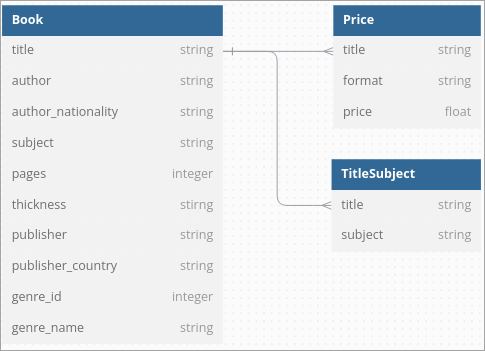 Book
title string
author string
author_nationality string
subject string
pages integer
thickness stirng
publisher string
publisher_country string
genre_id integer
genre_name string
Price
title string
format string
price float
TitleSubject
title string
subject string